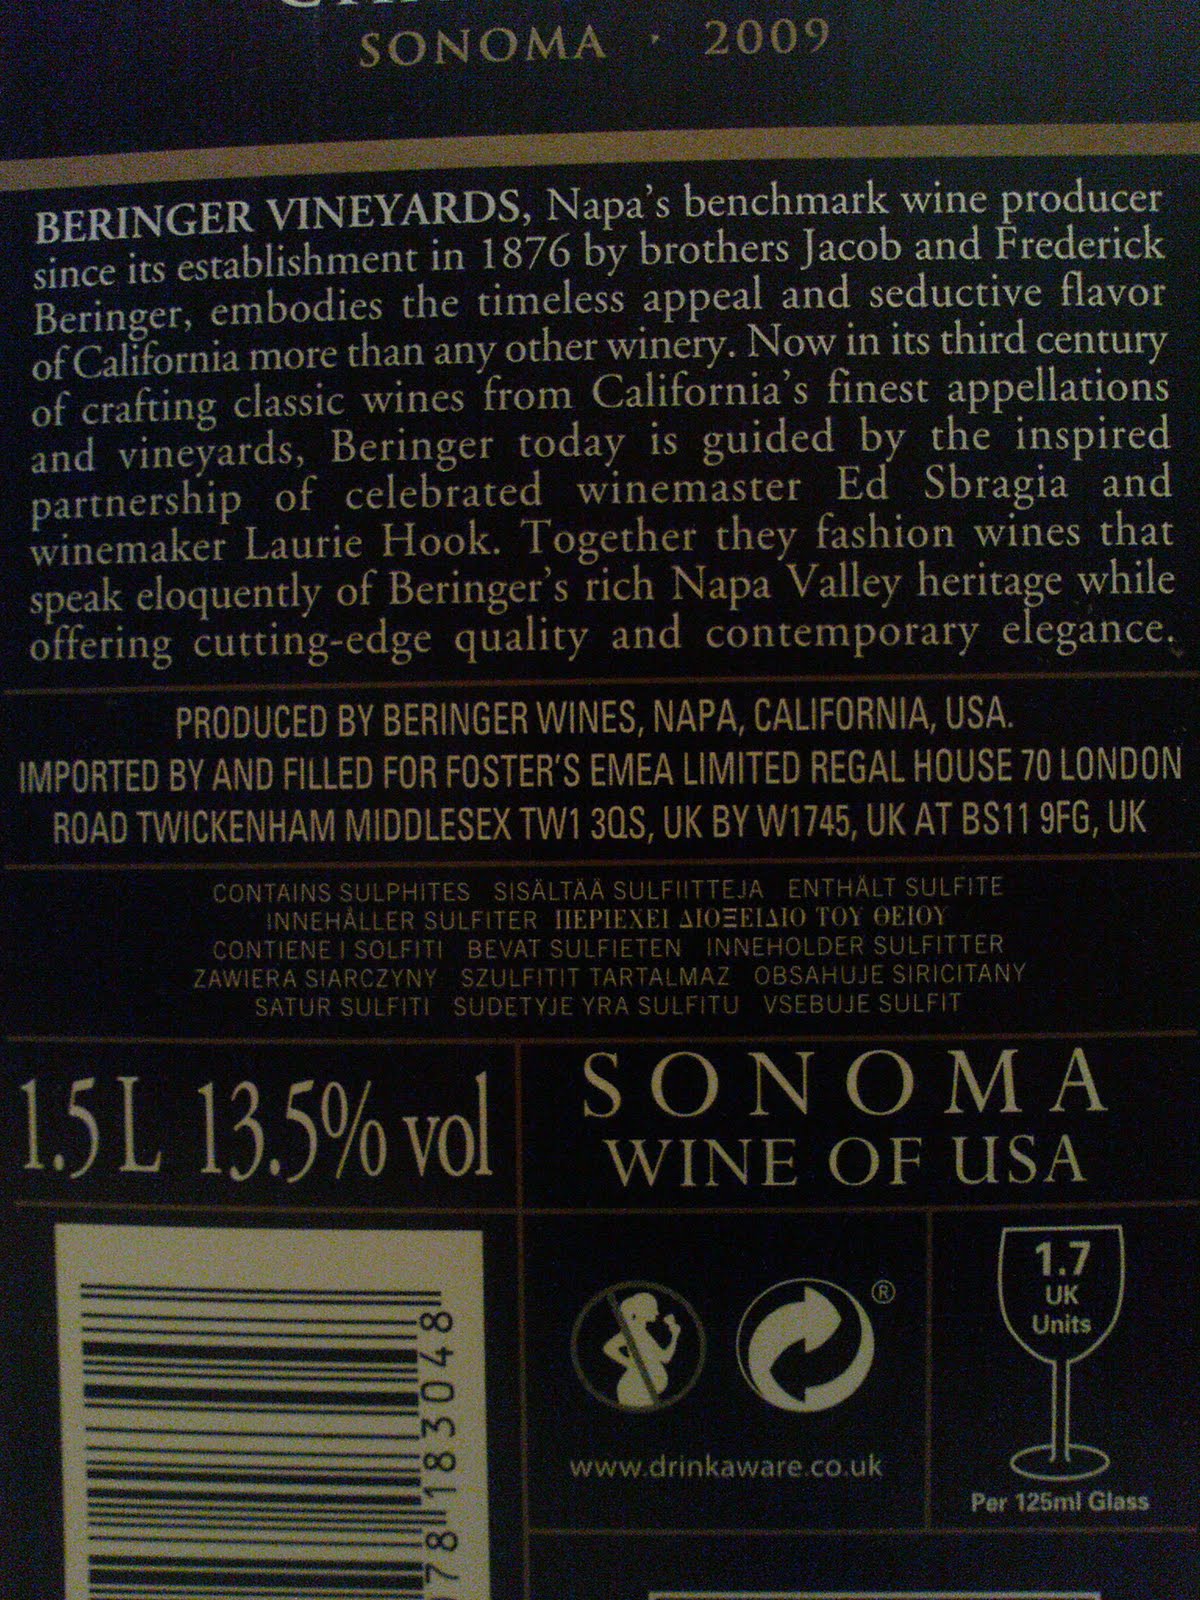 SONOMA · 2009
BERINGER VINEYARDS, Napa's benchmark wine producer
since its establishment in 1876 by brothers Jacob and Frederick
Beringer, embodies the timeless appeal and seductive flavor
of California more than any other winery. Now in its third century
of crafting classic wines from California's finest appellations
and vineyards, Beringer today is guided by the inspired
partnership of celebrated winemaster Ed Sbragia and
winemaker Laurie Hook. Together they fashion wines that
speak eloquently of Beringer's rich Napa Valley heritage while
offering cutting-edge quality and contemporary elegance.
PRODUCED BY BERINGER WINES, NAPA, CALIFORNIA, USA.
IMPORTED BY AND FILLED FOR FOSTER'S EMEA LIMITED REGAL HOUSE 70 LONDON
ROAD TWICKENHAM MIDDLESEX TW1 3QS, UK BY W1745, UK AT BS11 9FG, UK
CONTAINS SULPHITES SISÄLTÄÄ SULFIITTEJA ENTHÄLT SULFITE
INNEHÅLLER SULFITER ΠΕΡΙΕΧΕΙ ΔΙΟΞΕΙΔΙΟ ΤΟΥ ΘΕΙΟΥ
CONTIENE I SOLFITI BEVAT SULFIETEN INNEHOLDER SULFITTER
ZAWIERA SIARCZYNY SZULFITIT TARTALMAZ OBSAHUJE SIRICITANY
SATUR SULFITI SUDETYJE YRA SULFITU VSEBUJE SULFIT
1.5 L 13.5% vol
SONOMA
WINE OF USA
78183048
®
www.drinkaware.co.uk
1.7
UK
Units
Per 125ml Glass